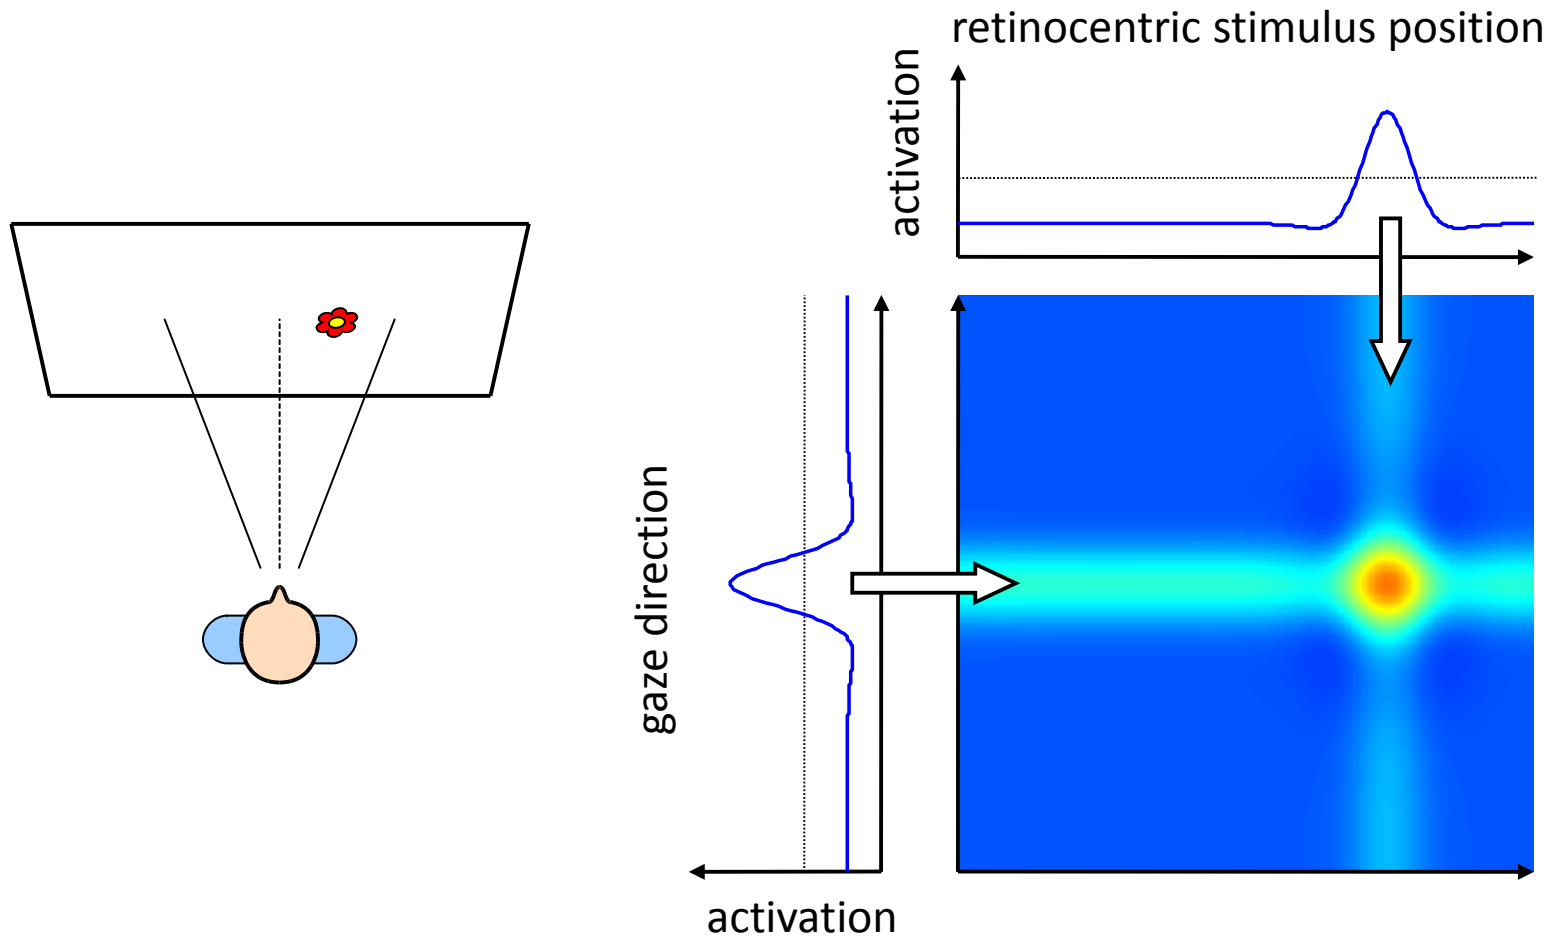 retinocentric stimulus position
activation
gaze direction
activation